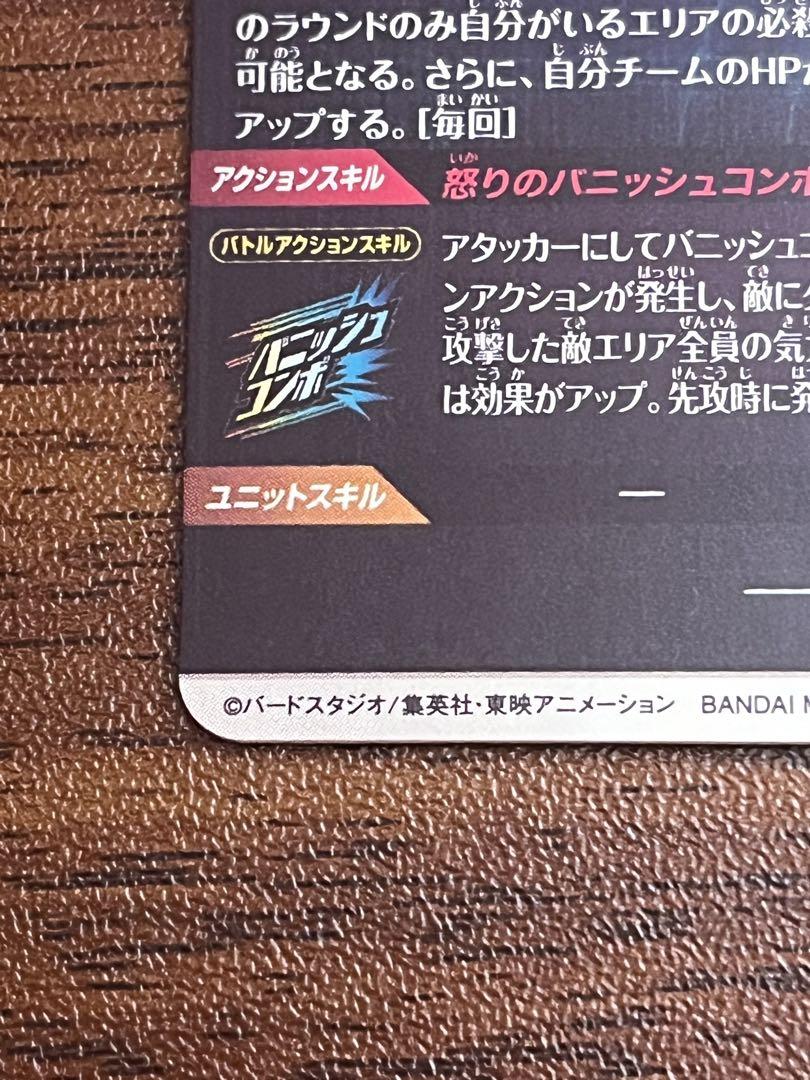 のラウンドのみ自分がいるエリアの必殺
可能となる。さらに、自分チームのHPが
アップする。[毎回]
アクションスキル
怒りのバニッシュコンボ
バトルアクションスキル
バニッシュ
コンボ
アタッカーにしてバニッシュコ
ンアクションが発生し、敵に
攻撃した敵エリア全員の気
は効果がアップ。先攻時に発
ユニットスキル
ー
©バードスタジオ/集英社・東映アニメーション BANDAI